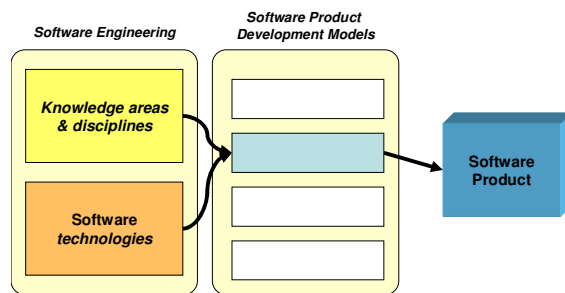 Software Engineering
Software Product
Development Models
Knowledge areas
& disciplines
Software
technologies
Software
Product